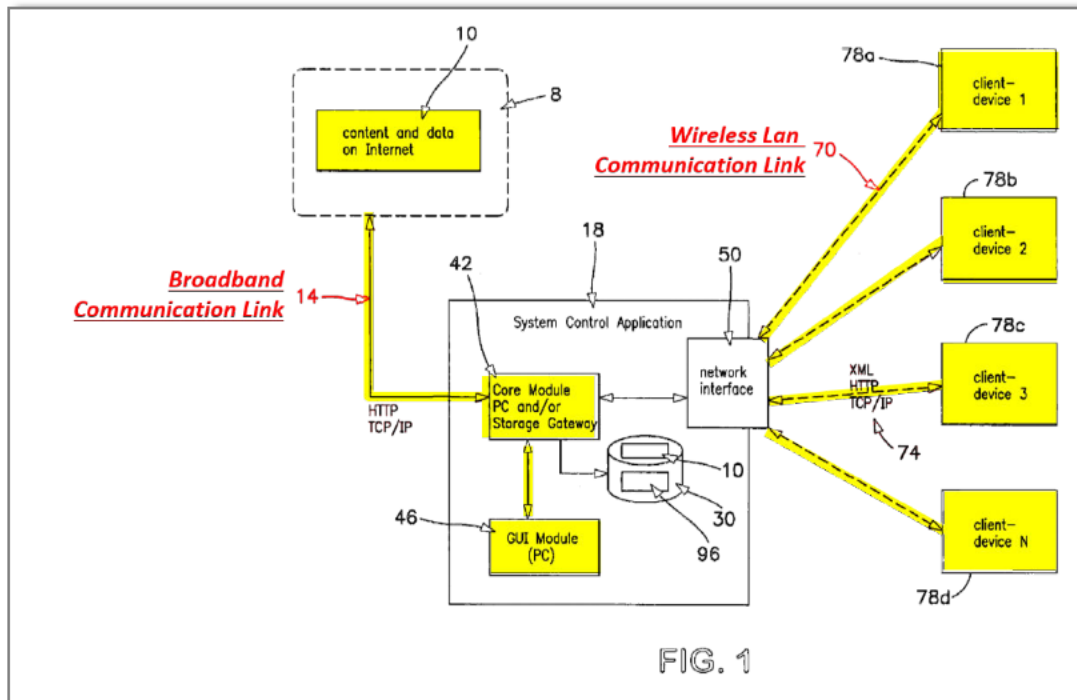 10
8
content and data
on Internet
Wireless Lan
Communication Link
70
78a
client-
device 1
78b
client-
device 2
Broadband
Communication Link
14
18
42
50
System Control Application
Core Module
PC and/or
Storage Gateway
network
interface
HTTP
TCP/IP
XML
HTTP
TCP/IP
74
78c
client-
device 3
10
30
96
46
GUI Module
(PC)
client-
device N
78d
FIG. 1